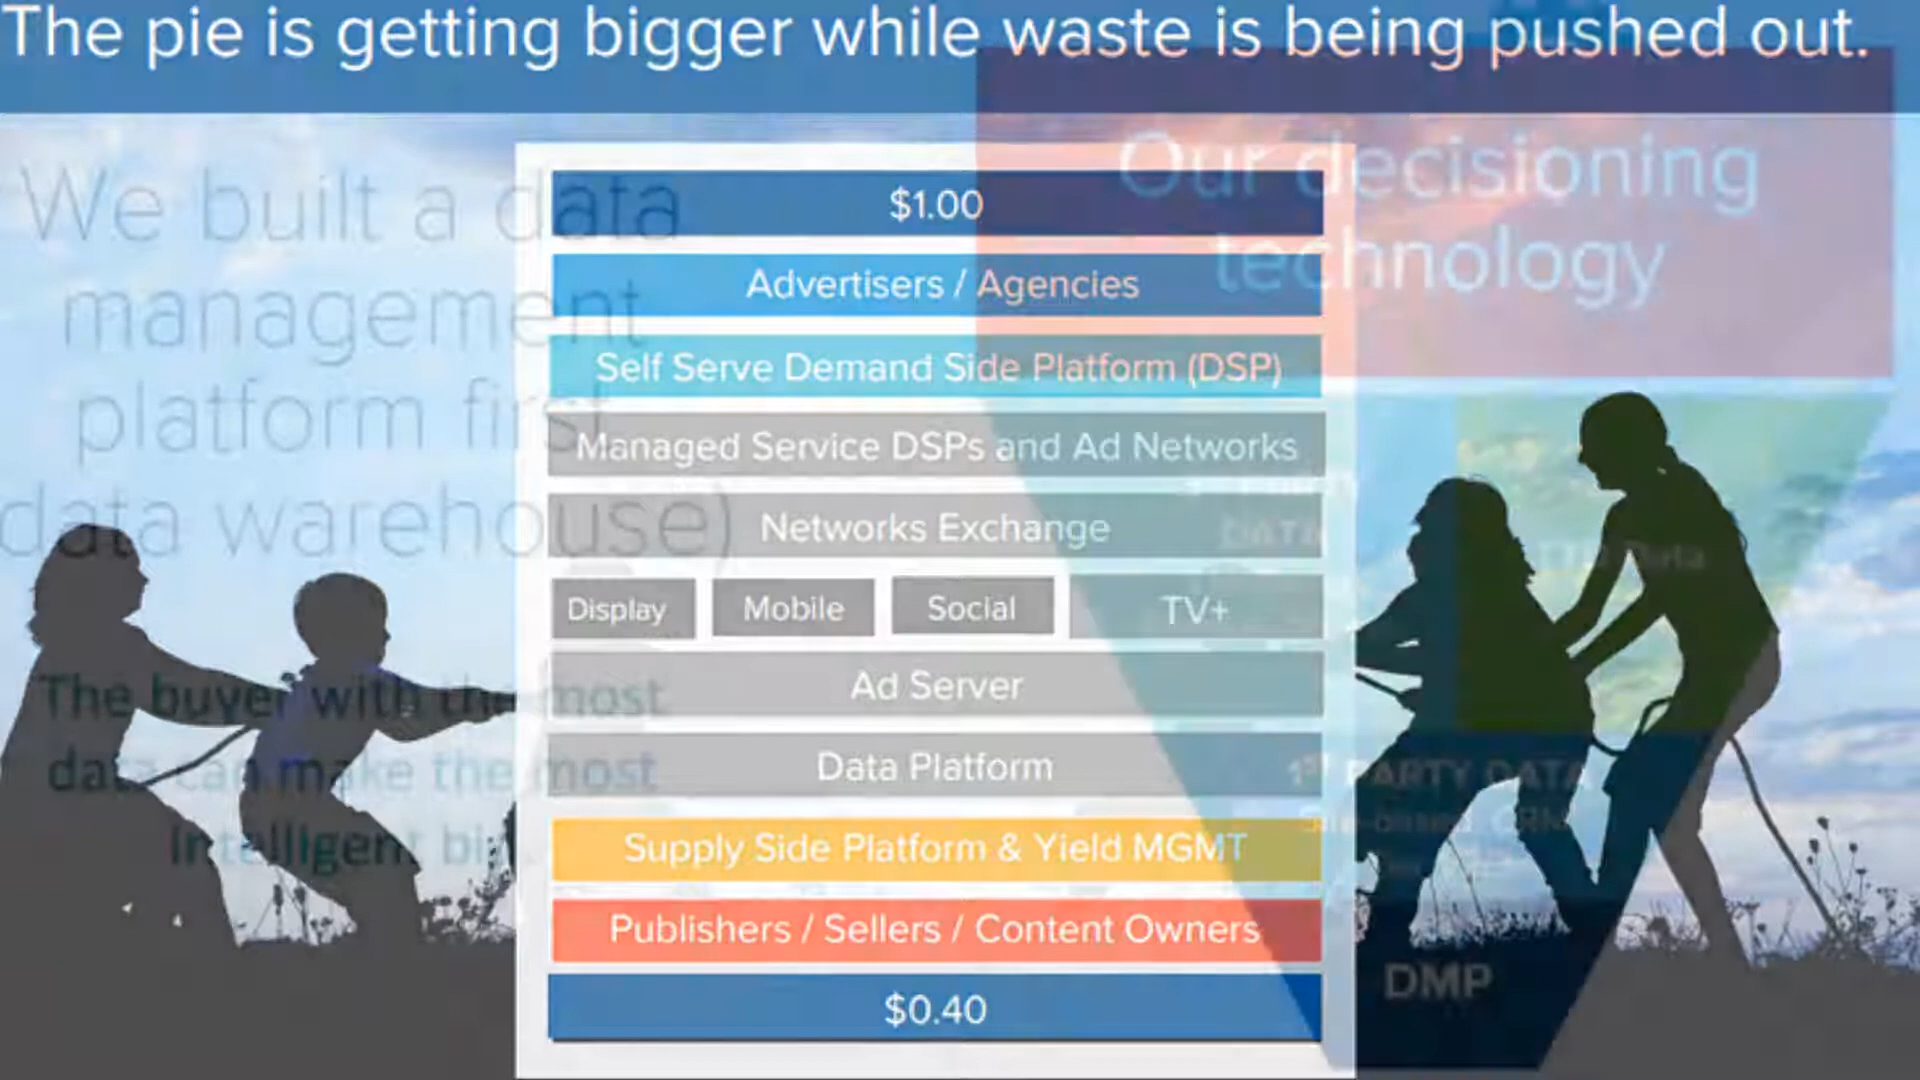 The pie is getting bigger while waste is being pushed out.
We built a data
management
platform first
data warehouse)
The buyer with the most
data can make the most
intelligent bid.
$1.00
Advertisers / Agencies
Self Serve Demand Side Platform (DSP)
Managed Service DSPs and Ad Networks
Networks Exchange
Display
Mobile
Social
TV+
Ad Server
Data Platform
Supply Side Platform & Yield MGMT
Publishers / Sellers / Content Owners
$0.40
Our decisioning
technology
DATA
Data
1st PARTY DATA
CRM
DMP